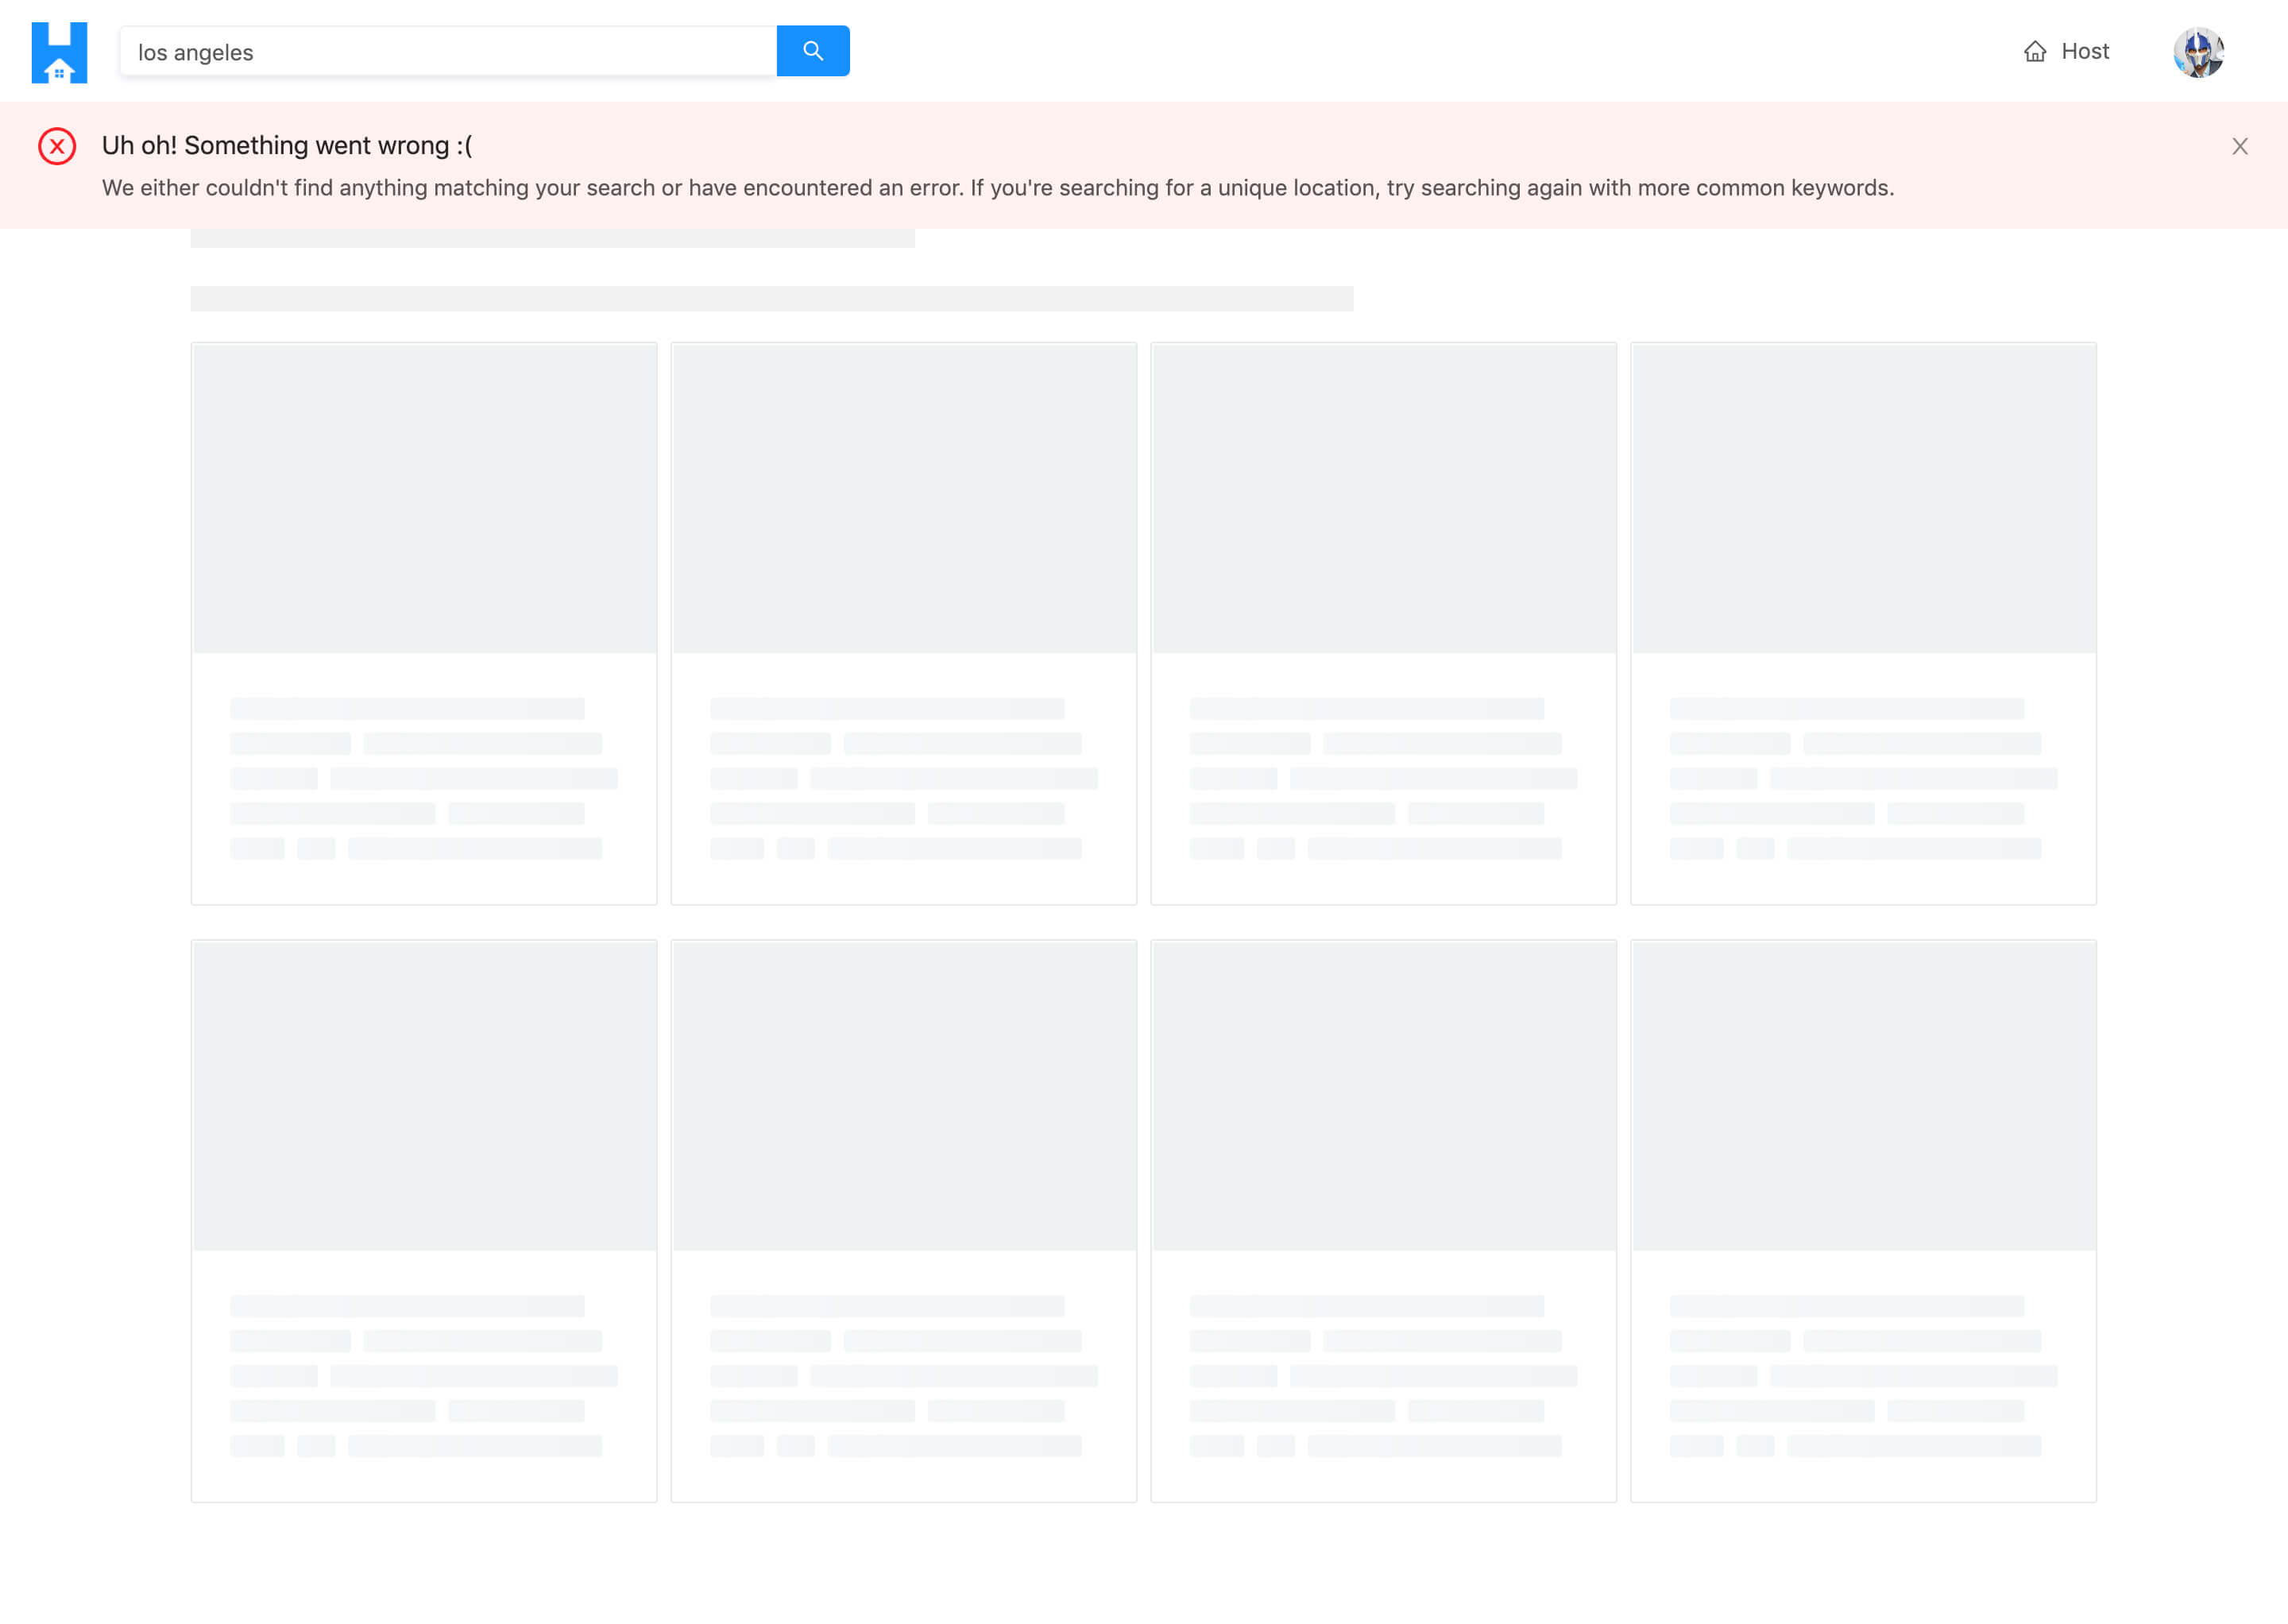 los angeles
Host
Uh oh! Something went wrong :(
We either couldn't find anything matching your search or have encountered an error. If you're searching for a unique location, try searching again with more common keywords.